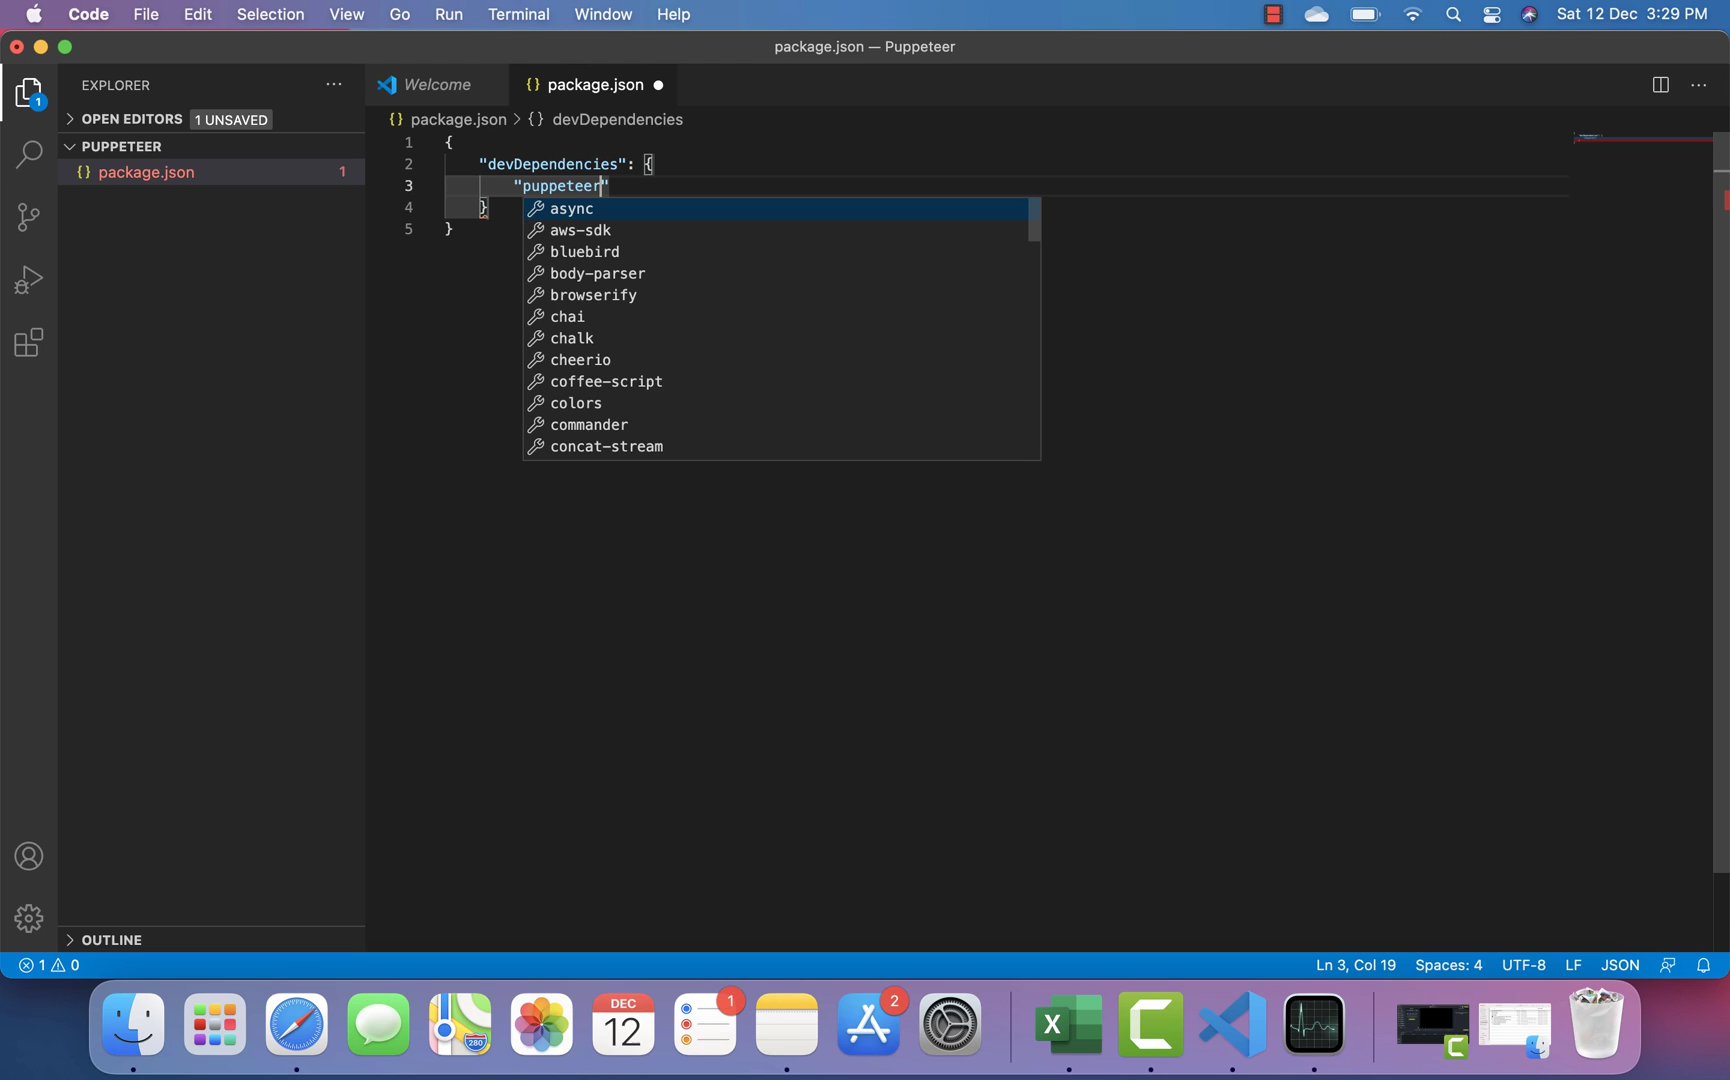 Code File Edit Selection View Go Run Terminal Window Help Sat 12 Dec 3:29 PM
package.json — Puppeteer
1
EXPLORER
OPEN EDITORS 1 UNSAVED
PUPPETEER
{} package.json 1
Welcome
{} package.json
{} package.json > {} devDependencies
1 {
2 "devDependencies": {
3 "puppeteer"
4 }
5 }
async
aws-sdk
bluebird
body-parser
browserify
chai
chalk
cheerio
coffee-script
colors
commander
concat-stream
OUTLINE
1 0 Ln 3, Col 19 Spaces: 4 UTF-8 LF JSON
280
DEC
12
1
2
X